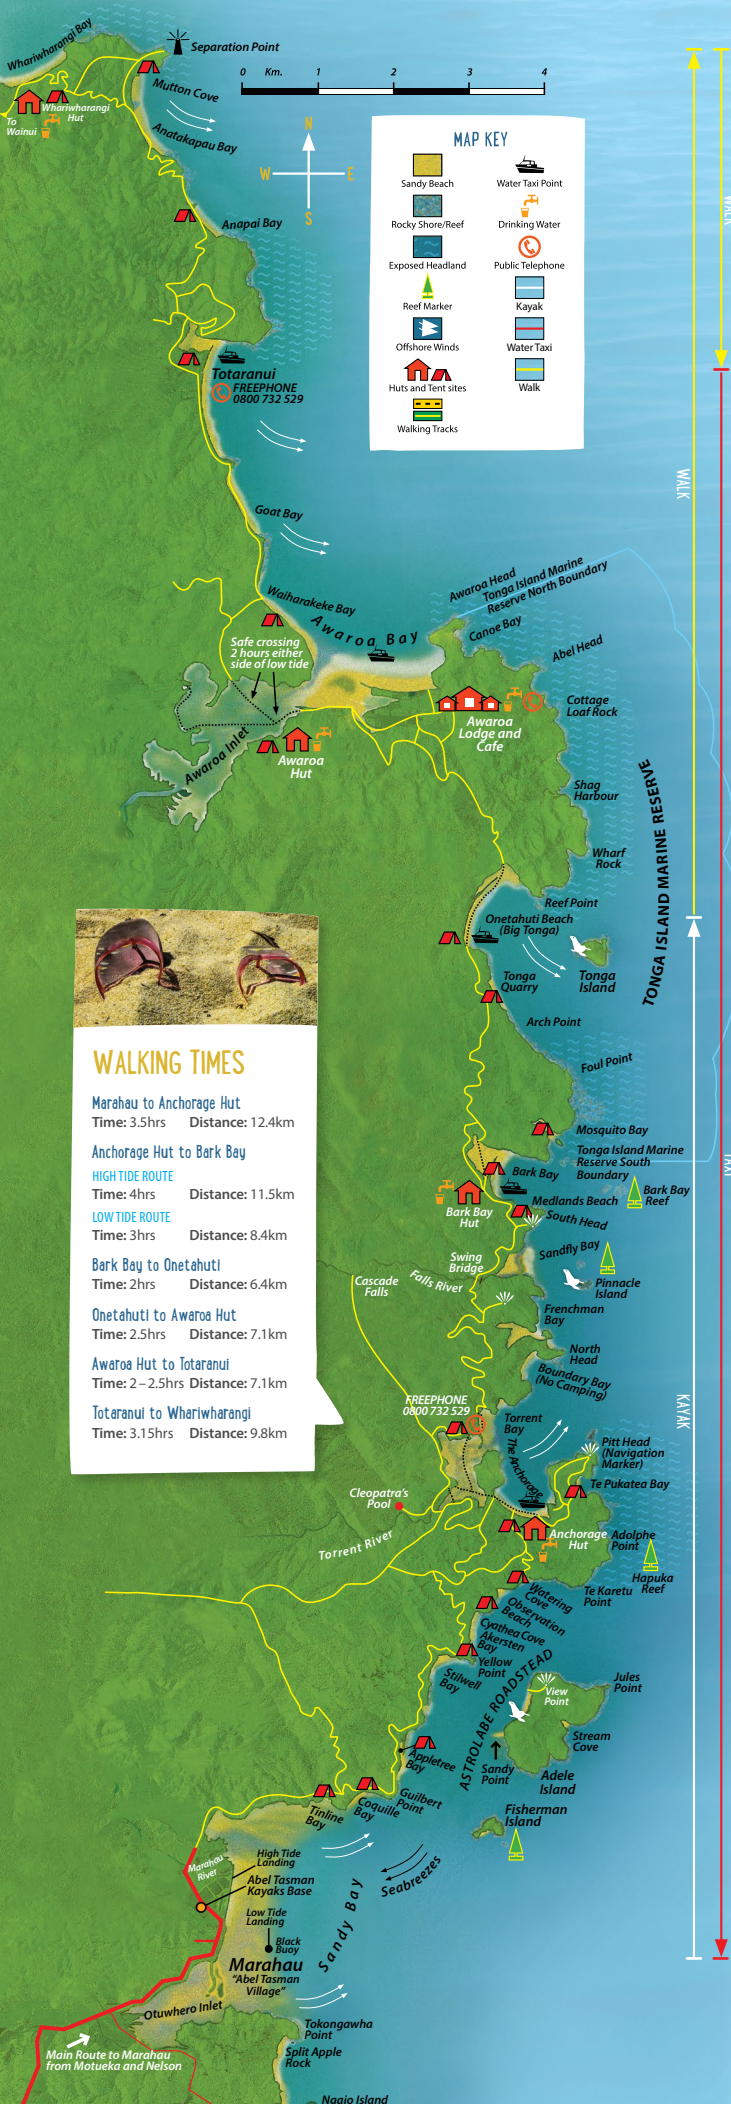 Whariwharangi Bay
Separation Point
Mutton Cove
Whariwharangi
Hut
To
Wainui
Anatakapau Bay
Anapai Bay
0 Km. 1 2 3 4
N
W E
S
MAP KEY
Sandy Beach
Water Taxi Point
Rocky Shore/Reef
Drinking Water
Exposed Headland
Public Telephone
Reef Marker
Kayak
Offshore Winds
Water Taxi
Huts and Tent sites
Walk
Walking Tracks
WALK
Totaranui
FREEPHONE
0800 732 529
WALK
Goat Bay
Waiharakeke Bay
Awaroa Bay
Awaroa Head
Tonga Island Marine
Reserve North Boundary
Canoe Bay
Abel Head
Safe crossing
2 hours either
side of low tide
Awaroa
Lodge and
Cafe
Cottage
Loaf Rock
Awaroa Inlet
Awaroa
Hut
Shag
Harbour
Wharf
Rock
TONGA ISLAND MARINE RESERVE
Reef Point
Onetahuti Beach
(Big Tonga)
Tonga
Island
Tonga
Quarry
Arch Point
Foul Point
Mosquito Bay
Tonga Island Marine
Reserve South
Boundary
Bark Bay
Bark Bay
Reef
Bark Bay
Hut
Medlands Beach
South Head
TAXI
WALKING TIMES
Marahau to Anchorage Hut
Time: 3.5hrs Distance: 12.4km
Anchorage Hut to Bark Bay
HIGH TIDE ROUTE
Time: 4hrs Distance: 11.5km
LOW TIDE ROUTE
Time: 3hrs Distance: 8.4km
Bark Bay to Onetahuti
Time: 2hrs Distance: 6.4km
Onetahuti to Awaroa Hut
Time: 2.5hrs Distance: 7.1km
Awaroa Hut to Totaranui
Time: 2–2.5hrs Distance: 7.1km
Totaranui to Whariwharangi
Time: 3.15hrs Distance: 9.8km
Swing
Bridge
Sandfly Bay
Cascade
Falls
Falls River
Pinnacle
Island
Frenchman
Bay
North
Head
Boundary Bay
(No Camping)
KAYAK
FREEPHONE
0800 732 529
Torrent
Bay
The Anchorage
Pitt Head
(Navigation
Marker)
Te Pukatea Bay
Cleopatra's
Pool
Torrent River
Anchorage
Hut
Adolphe
Point
Hapuka
Reef
Te Karetu
Point
Watering
Cove
Observation
Beach
Cyathea Cove
Akersten
Bay
Yellow
Point
Stilwell
Bay
ASTROLABE ROADSTEAD
View
Point
Jules
Point
Stream
Cove
Sandy
Point
Adele
Island
Appletree
Bay
Guilbert
Point
Coquille
Bay
Tinline
Bay
Fisherman
Island
Marahau
River
High Tide
Landing
Abel Tasman
Kayaks Base
Seabreezes
Low Tide
Landing
Black
Buoy
Sandy Bay
Marahau
"Abel Tasman
Village"
Otuwhero Inlet
Tokongawha
Point
Main Route to Marahau
from Motueka and Nelson
Split Apple
Rock
Ngaio Island